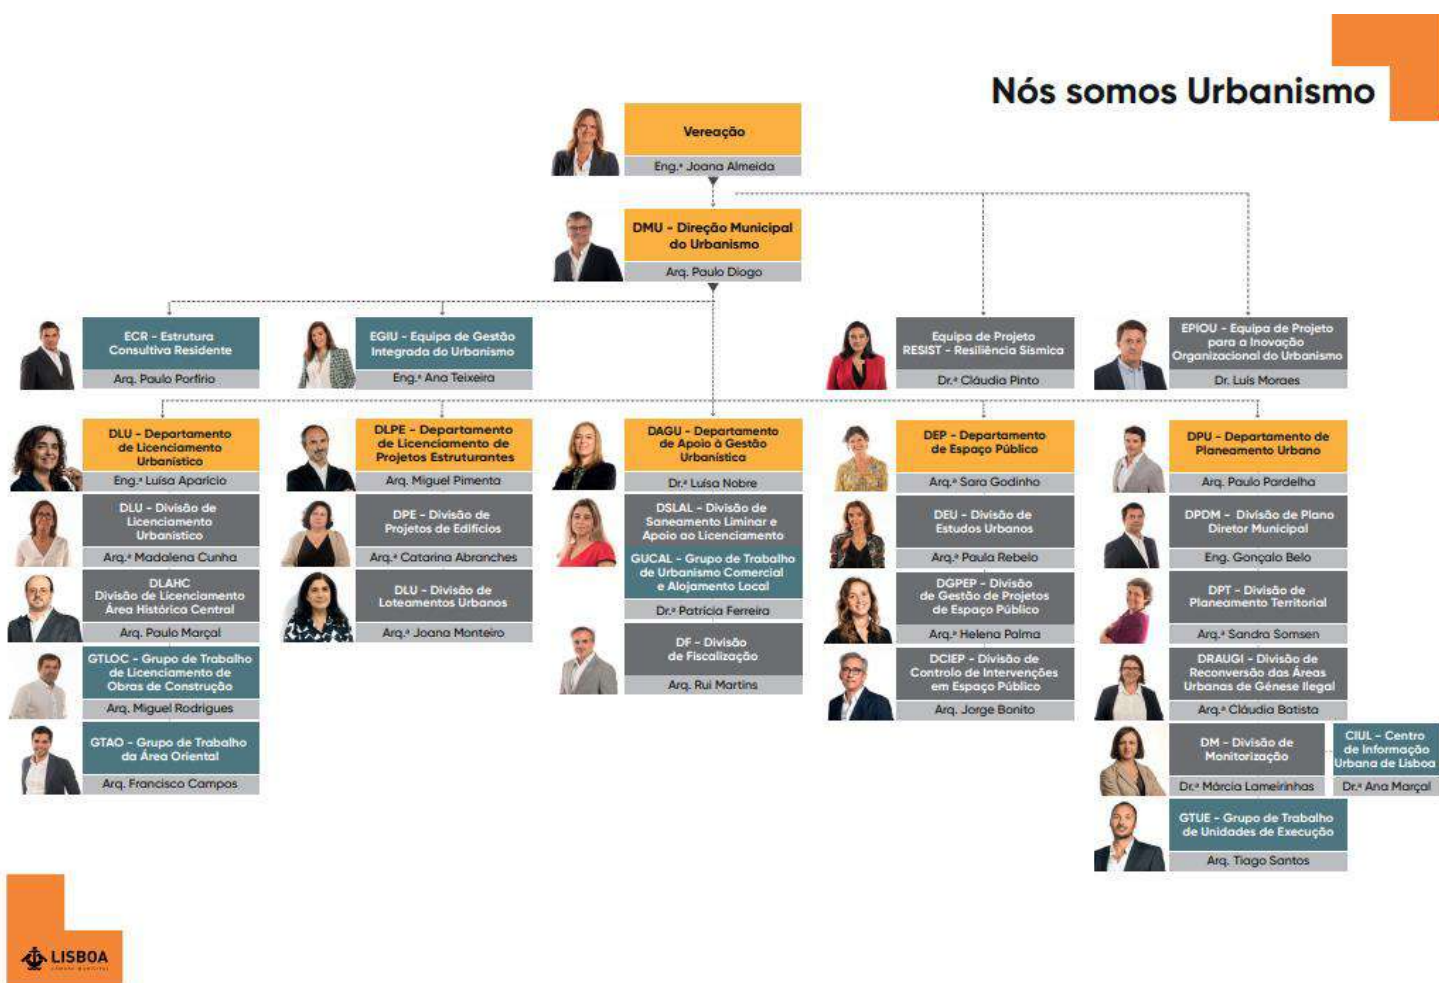 Nós somos Urbanismo
Vereação
Eng.ª Joana Almeida
DMU - Direção Municipal
do Urbanismo
Arq. Paulo Diogo
ECR - Estrutura
Consultiva Residente
Arq. Paulo Porfírio
EGIU - Equipa de Gestão
Integrada do Urbanismo
Eng.ª Ana Teixeira
Equipa de Projeto
RESIST - Resiliência Sísmica
Dr.ª Cláudia Pinto
EPIOU - Equipa de Projeto
para a Inovação
Organizacional do Urbanismo
Dr. Luís Moraes
DLU - Departamento
de Licenciamento
Urbanístico
Eng.ª Luísa Aparício
DLU - Divisão de
Licenciamento
Urbanístico
Arq.ª Madalena Cunha
DLAHC
Divisão de Licenciamento
Área Histórica Central
Arq. Paulo Marçal
GTLOC - Grupo de Trabalho
de Licenciamento de
Obras de Construção
Arq. Miguel Rodrigues
GTAO - Grupo de Trabalho
da Área Oriental
Arq. Francisco Campos
DLPE - Departamento
de Licenciamento de
Projetos Estruturantes
Arq. Miguel Pimenta
DPE - Divisão de
Projetos de Edifícios
Arq.ª Catarina Abranches
DLU - Divisão de
Loteamentos Urbanos
Arq.ª Joana Monteiro
DAGU - Departamento
de Apoio à Gestão
Urbanística
Dr.ª Luísa Nobre
DSLAL - Divisão de
Saneamento Liminar e
Apoio ao Licenciamento
GUCAL - Grupo de Trabalho
de Urbanismo Comercial
e Alojamento Local
Dr.ª Patrícia Ferreira
DF - Divisão
de Fiscalização
Arq. Rui Martins
DEP - Departamento
de Espaço Público
Arq.ª Sara Godinho
DEU - Divisão de
Estudos Urbanos
Arq.ª Paula Rebelo
DGPEP - Divisão
de Gestão de Projetos
de Espaço Público
Arq.ª Helena Palma
DCIEP - Divisão de
Controlo de Intervenções
em Espaço Público
Arq. Jorge Bonito
DPU - Departamento de
Planeamento Urbano
Arq. Paulo Pardelha
DPDM - Divisão de Plano
Diretor Municipal
Eng. Gonçalo Belo
DPT - Divisão de
Planeamento Territorial
Arq.ª Sandra Somsen
DRAUGI - Divisão de
Reconversão das Áreas
Urbanas de Génese Ilegal
Arq.ª Cláudia Batista
DM - Divisão de
Monitorização
Dr.ª Márcia Lameirinhas
CIUL - Centro
de Informação
Urbana de Lisboa
Dr.ª Ana Marçal
GTUE - Grupo de Trabalho
de Unidades de Execução
Arq. Tiago Santos
LISBOA
CÂMARA MUNICIPAL